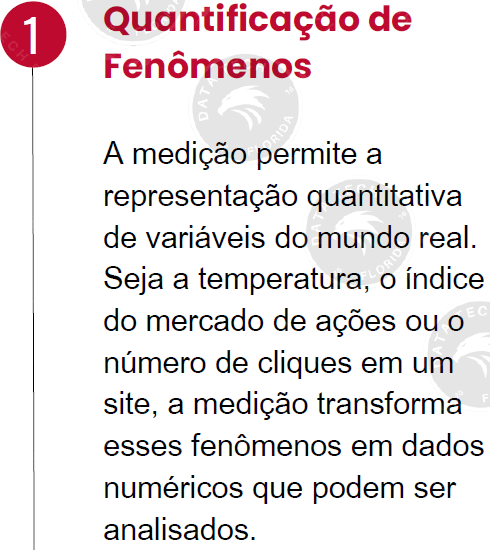 1
Quantificação de
Fenômenos
A medição permite a
representação quantitativa
de variáveis do mundo real.
Seja a temperatura, o índice
do mercado de ações ou o
número de cliques em um
site, a medição transforma
esses fenômenos em dados
numéricos que podem ser
analisados.